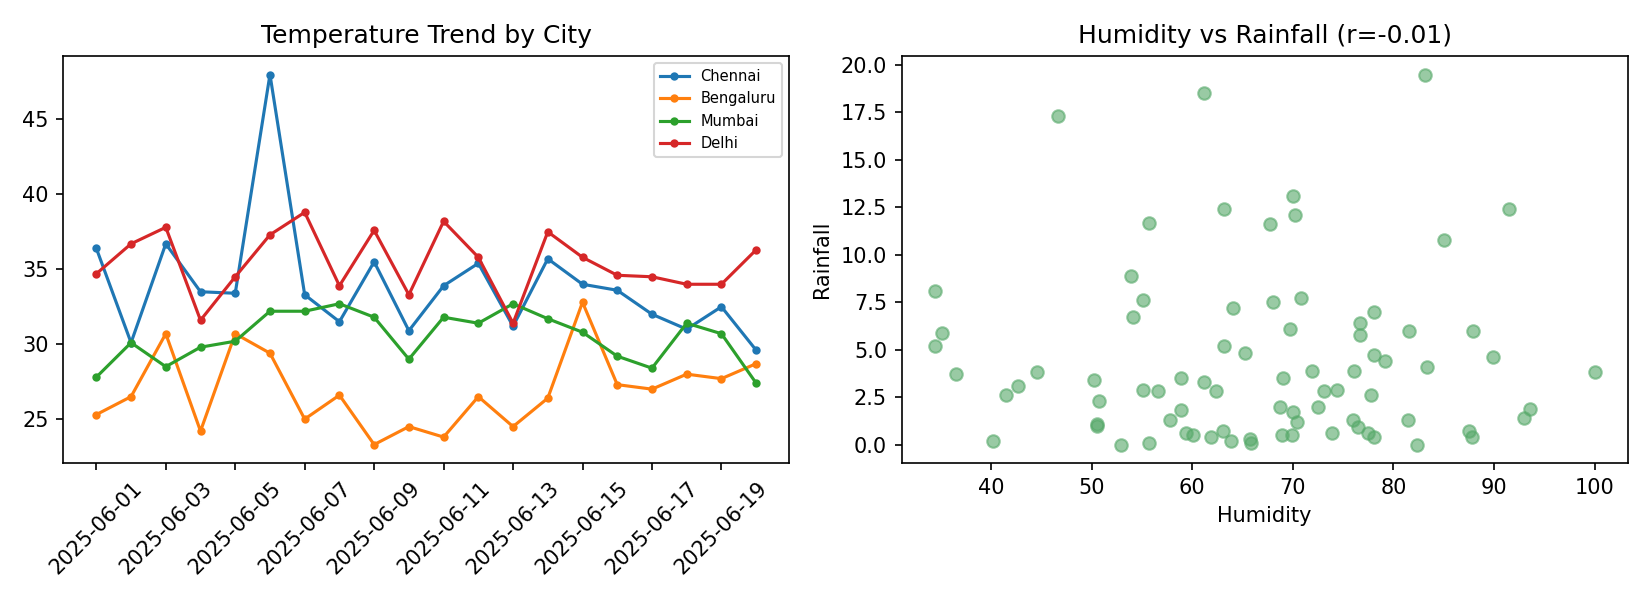 Temperature Trend by City
45
40
35
30
25
Chennai
Bengaluru
Mumbai
Delhi
2025-06-01
2025-06-03
2025-06-05
2025-06-07
2025-06-09
2025-06-11
2025-06-13
2025-06-15
2025-06-17
2025-06-19
Humidity vs Rainfall (r=-0.01)
Rainfall
20.0
17.5
15.0
12.5
10.0
7.5
5.0
2.5
0.0
40 50 60 70 80 90 100
Humidity